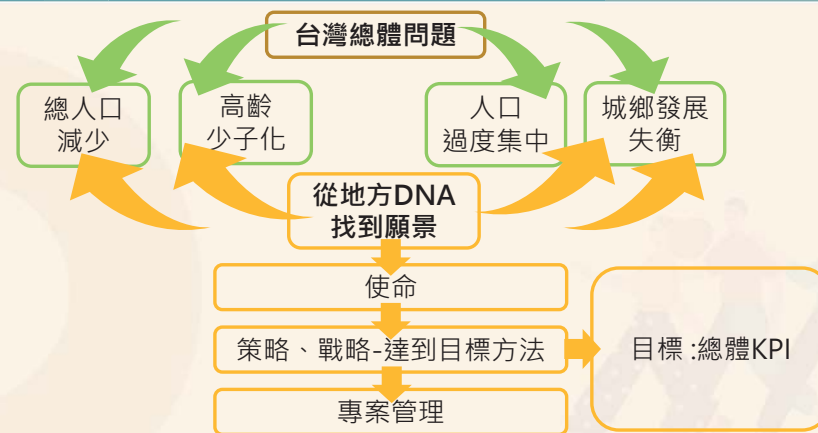 台灣總體問題
總人口
減少
高齡
少子化
人口
過度集中
城鄉發展
失衡
從地方DNA
找到願景
使命
策略、戰略-達到目標方法
目標:總體KPI
專案管理